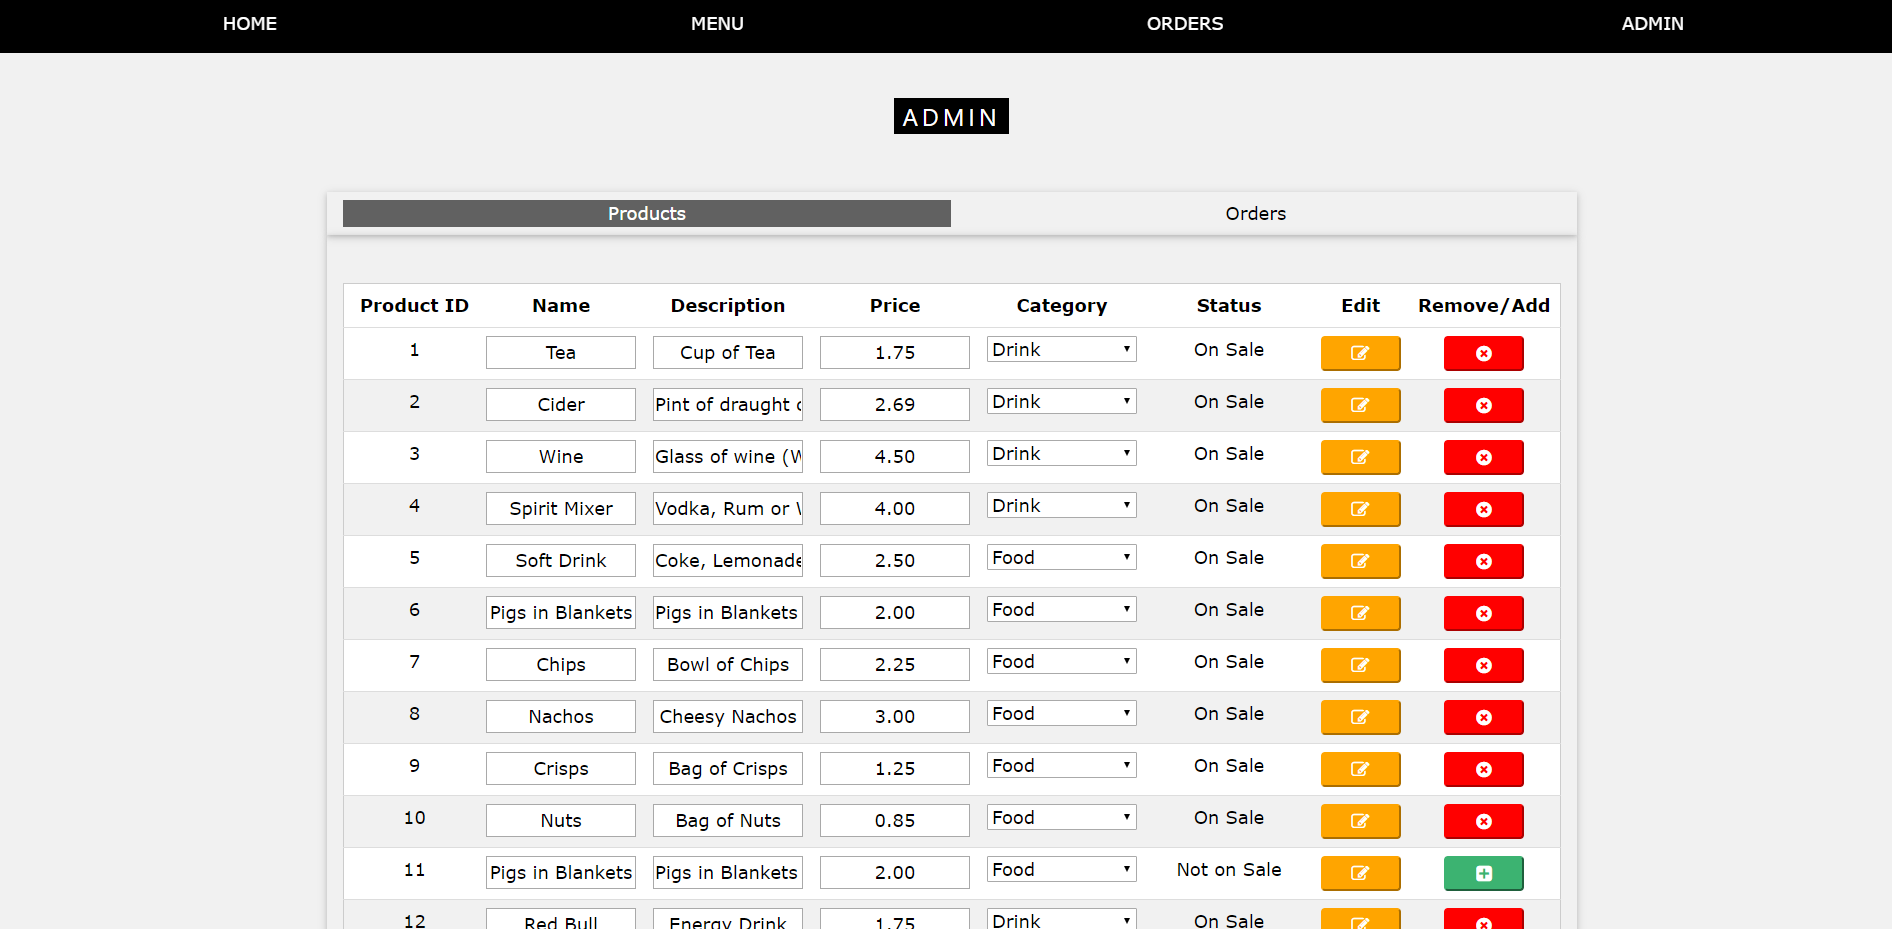 HOME MENU ORDERS ADMIN
ADMIN
Products Orders
Product ID Name Description Price Category Status Edit Remove/Add
1 Tea Cup of Tea 1.75 Drink On Sale
2 Cider Pint of draught 2.69 Drink On Sale
3 Wine Glass of wine (W 4.50 Drink On Sale
4 Spirit Mixer Vodka, Rum or 4.00 Drink On Sale
5 Soft Drink Coke, Lemonade 2.50 Food On Sale
6 Pigs in Blankets Pigs in Blankets 2.00 Food On Sale
7 Chips Bowl of Chips 2.25 Food On Sale
8 Nachos Cheesy Nachos 3.00 Food On Sale
9 Crisps Bag of Crisps 1.25 Food On Sale
10 Nuts Bag of Nuts 0.85 Food On Sale
11 Pigs in Blankets Pigs in Blankets 2.00 Food Not on Sale
12 Red Bull Energy Drink 1.75 Drink On Sale